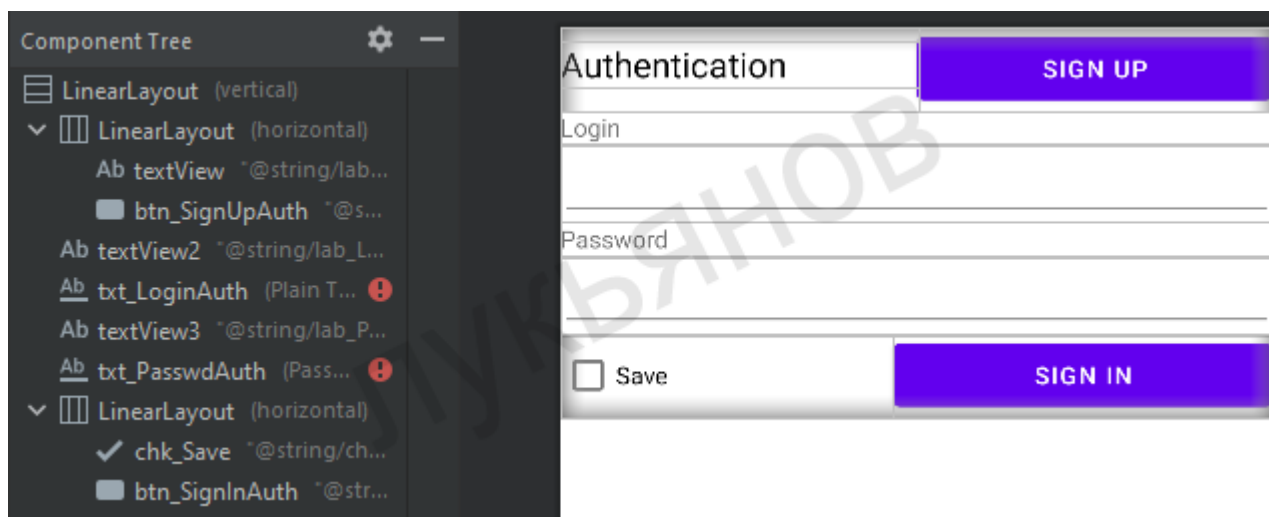 Component Tree
LinearLayout (vertical)
LinearLayout (horizontal)
Ab textView "@string/lab...
btn_SignUpAuth "@s...
Ab textView2 "@string/lab_L...
Ab txt_LoginAuth (Plain T...
Ab textView3 "@string/lab_P...
Ab txt_PasswdAuth (Pass...
LinearLayout (horizontal)
chk_Save "@string/ch...
btn_SignInAuth "@str...
Authentication
SIGN UP
Login
Password
Save
SIGN IN
ЛУКЬЯНОВ